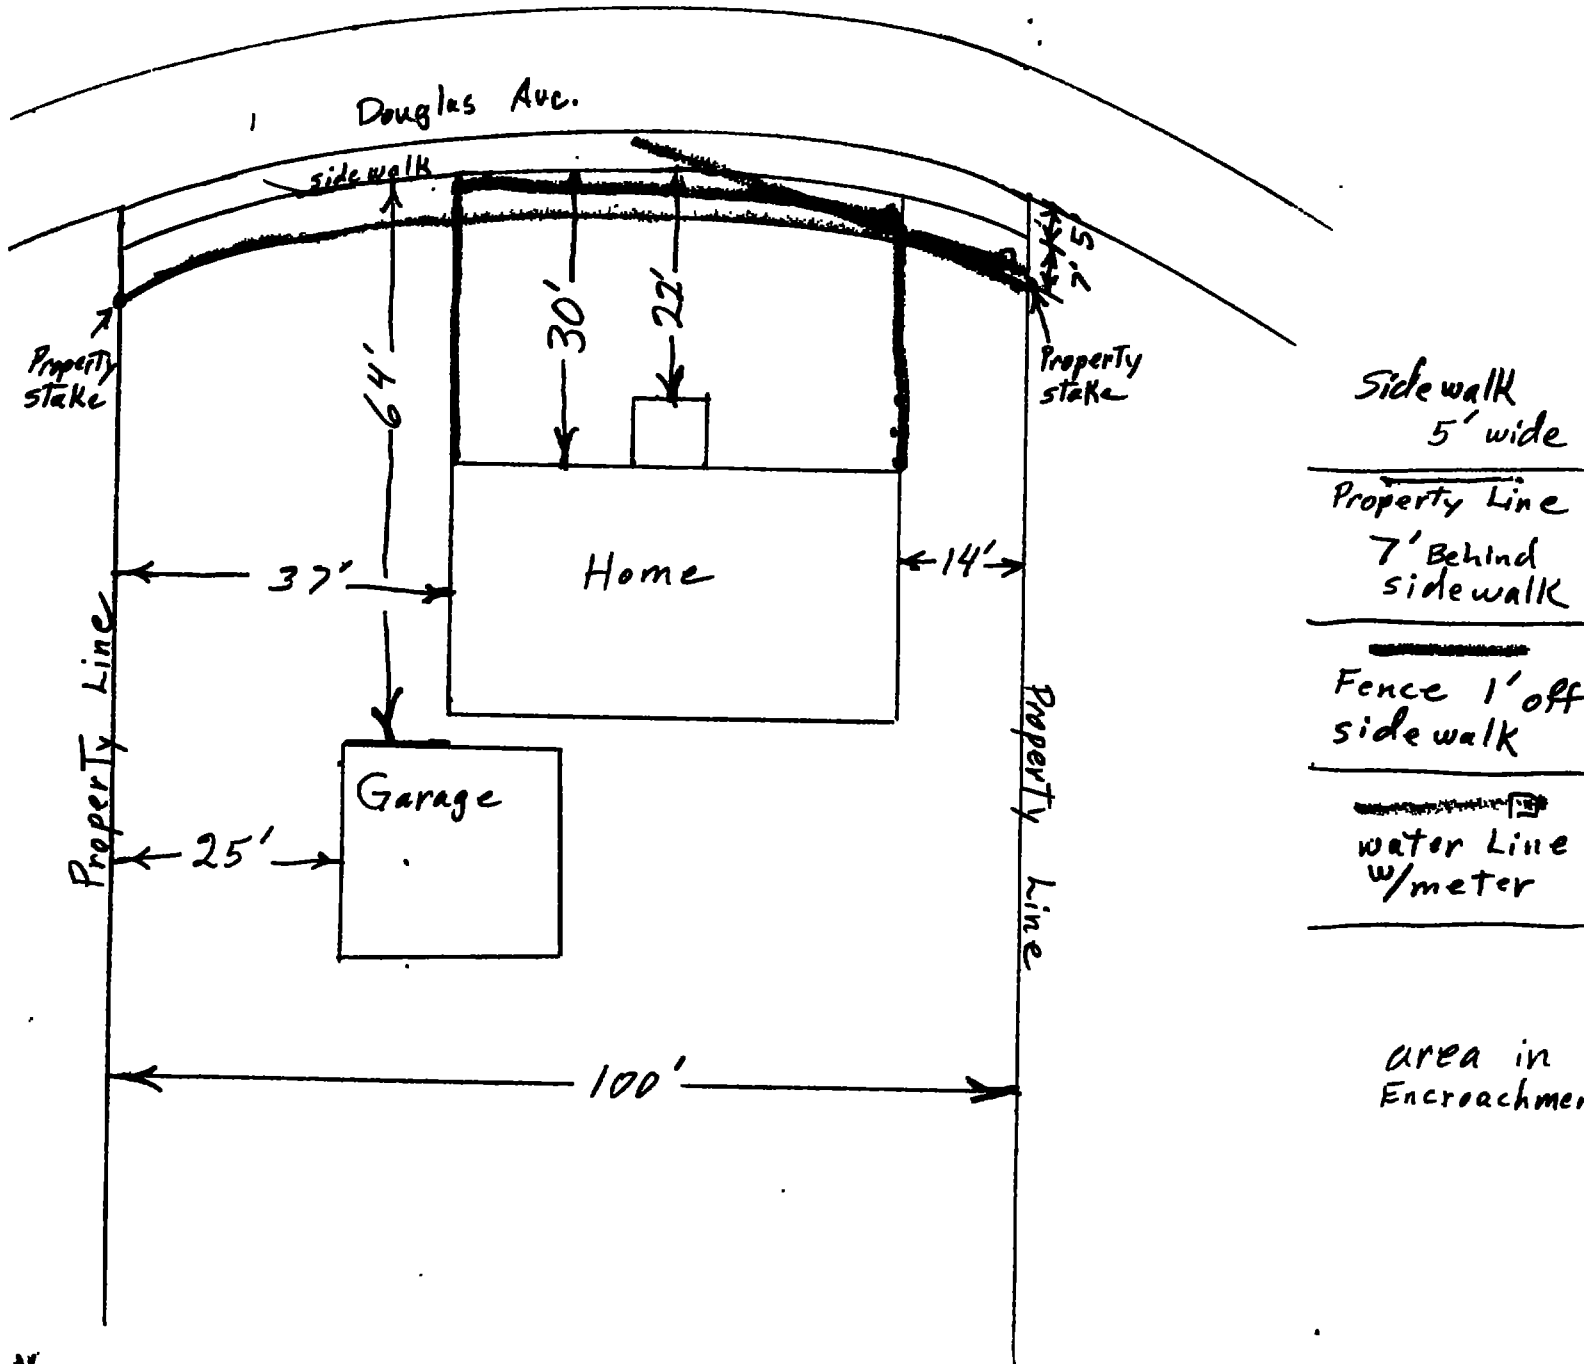 Douglas Ave.
sidewalk
5'
7'
30'
22'
64'
Property
stake
Property
stake
Sidewalk
5' wide
Property Line
7' Behind
sidewalk
Fence 1' off
sidewalk
water Line
w/meter
37'
Home
14'
Property Line
Property Line
Garage
25'
100'
area in